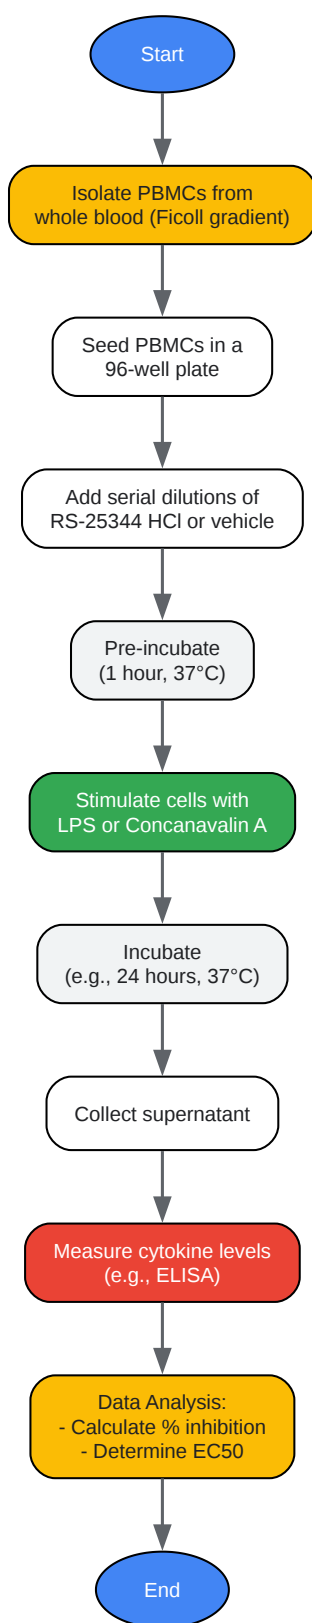 Start
Isolate PBMCs from
whole blood (Ficoll gradient)
Seed PBMCs in a
96-well plate
Add serial dilutions of
RS-25344 HCl or vehicle
Pre-incubate
(1 hour, 37°C)
Stimulate cells with
LPS or Concanavalin A
Incubate
(e.g., 24 hours, 37°C)
Collect supernatant
Measure cytokine levels
(e.g., ELISA)
Data Analysis:
- Calculate % inhibition
- Determine EC50
End